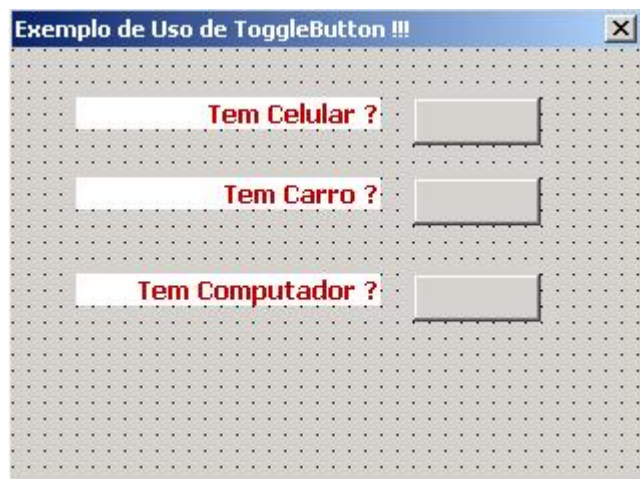 Exemplo de Uso de ToggleButton !!!
Tem Celular ?
Tem Carro ?
Tem Computador ?